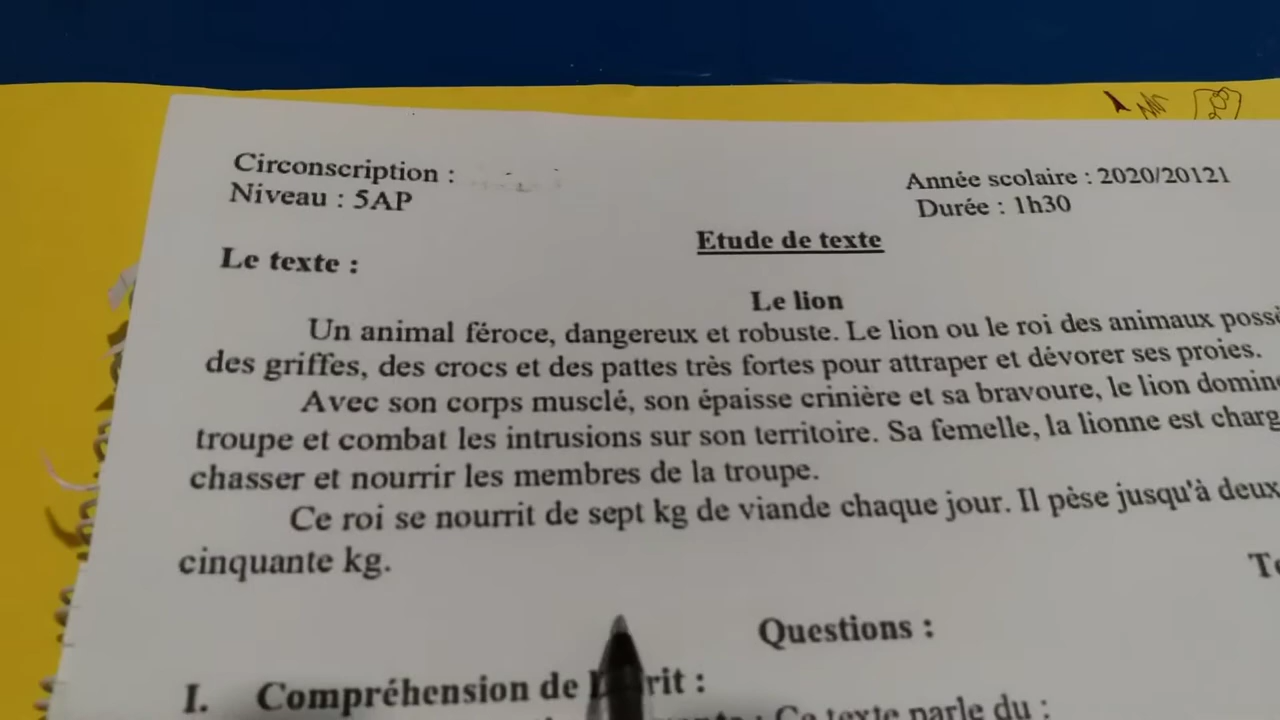 Circonscription :
Niveau : 5AP
Année scolaire : 2020/20121
Durée : 1h30
Etude de texte
Le texte :
Le lion
Un animal féroce, dangereux et robuste. Le lion ou le roi des animaux possè
des griffes, des crocs et des pattes très fortes pour attraper et dévorer ses proies.
Avec son corps musclé, son épaisse crinière et sa bravoure, le lion domine
troupe et combat les intrusions sur son territoire. Sa femelle, la lionne est charg
chasser et nourrir les membres de la troupe.
Ce roi se nourrit de sept kg de viande chaque jour. Il pèse jusqu'à deux
cinquante kg.
Questions :
I. Compréhension de rit :
: Ce texte parle du :